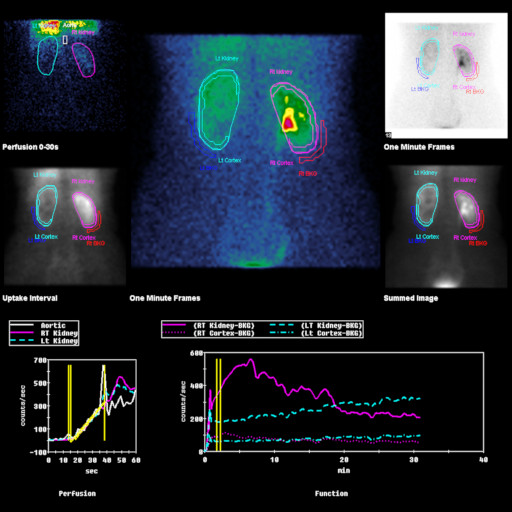 Aorta
Rt Kidney
Perfusion 0-30s
Lt Kidney
Rt Kidney
Lt Cortex
Rt Cortex
Rt BKG
One Minute Frames
Lt Kidney
Rt Kidney
Lt BKG
Rt BKG
Rt Cortex
One Minute Frames
Lt Kidney
Rt Kidney
Lt Cortex
Rt Cortex
Rt BKG
Uptake Interval
Lt Kidney
Rt Kidney
Lt Cortex
Rt Cortex
Rt BKG
Summed Image
Aortic
RT Kidney
Lt Kidney
700
500
300
100
-100
counts/sec
0 10 20 30 40 50 60
sec
Perfusion
(RT Kidney-BKG)
(LT Kidney-BKG)
(RT Cortex-BKG)
(Lt Cortex-BKG)
600
400
200
0
counts/sec
0 10 20 30 40
min
Function